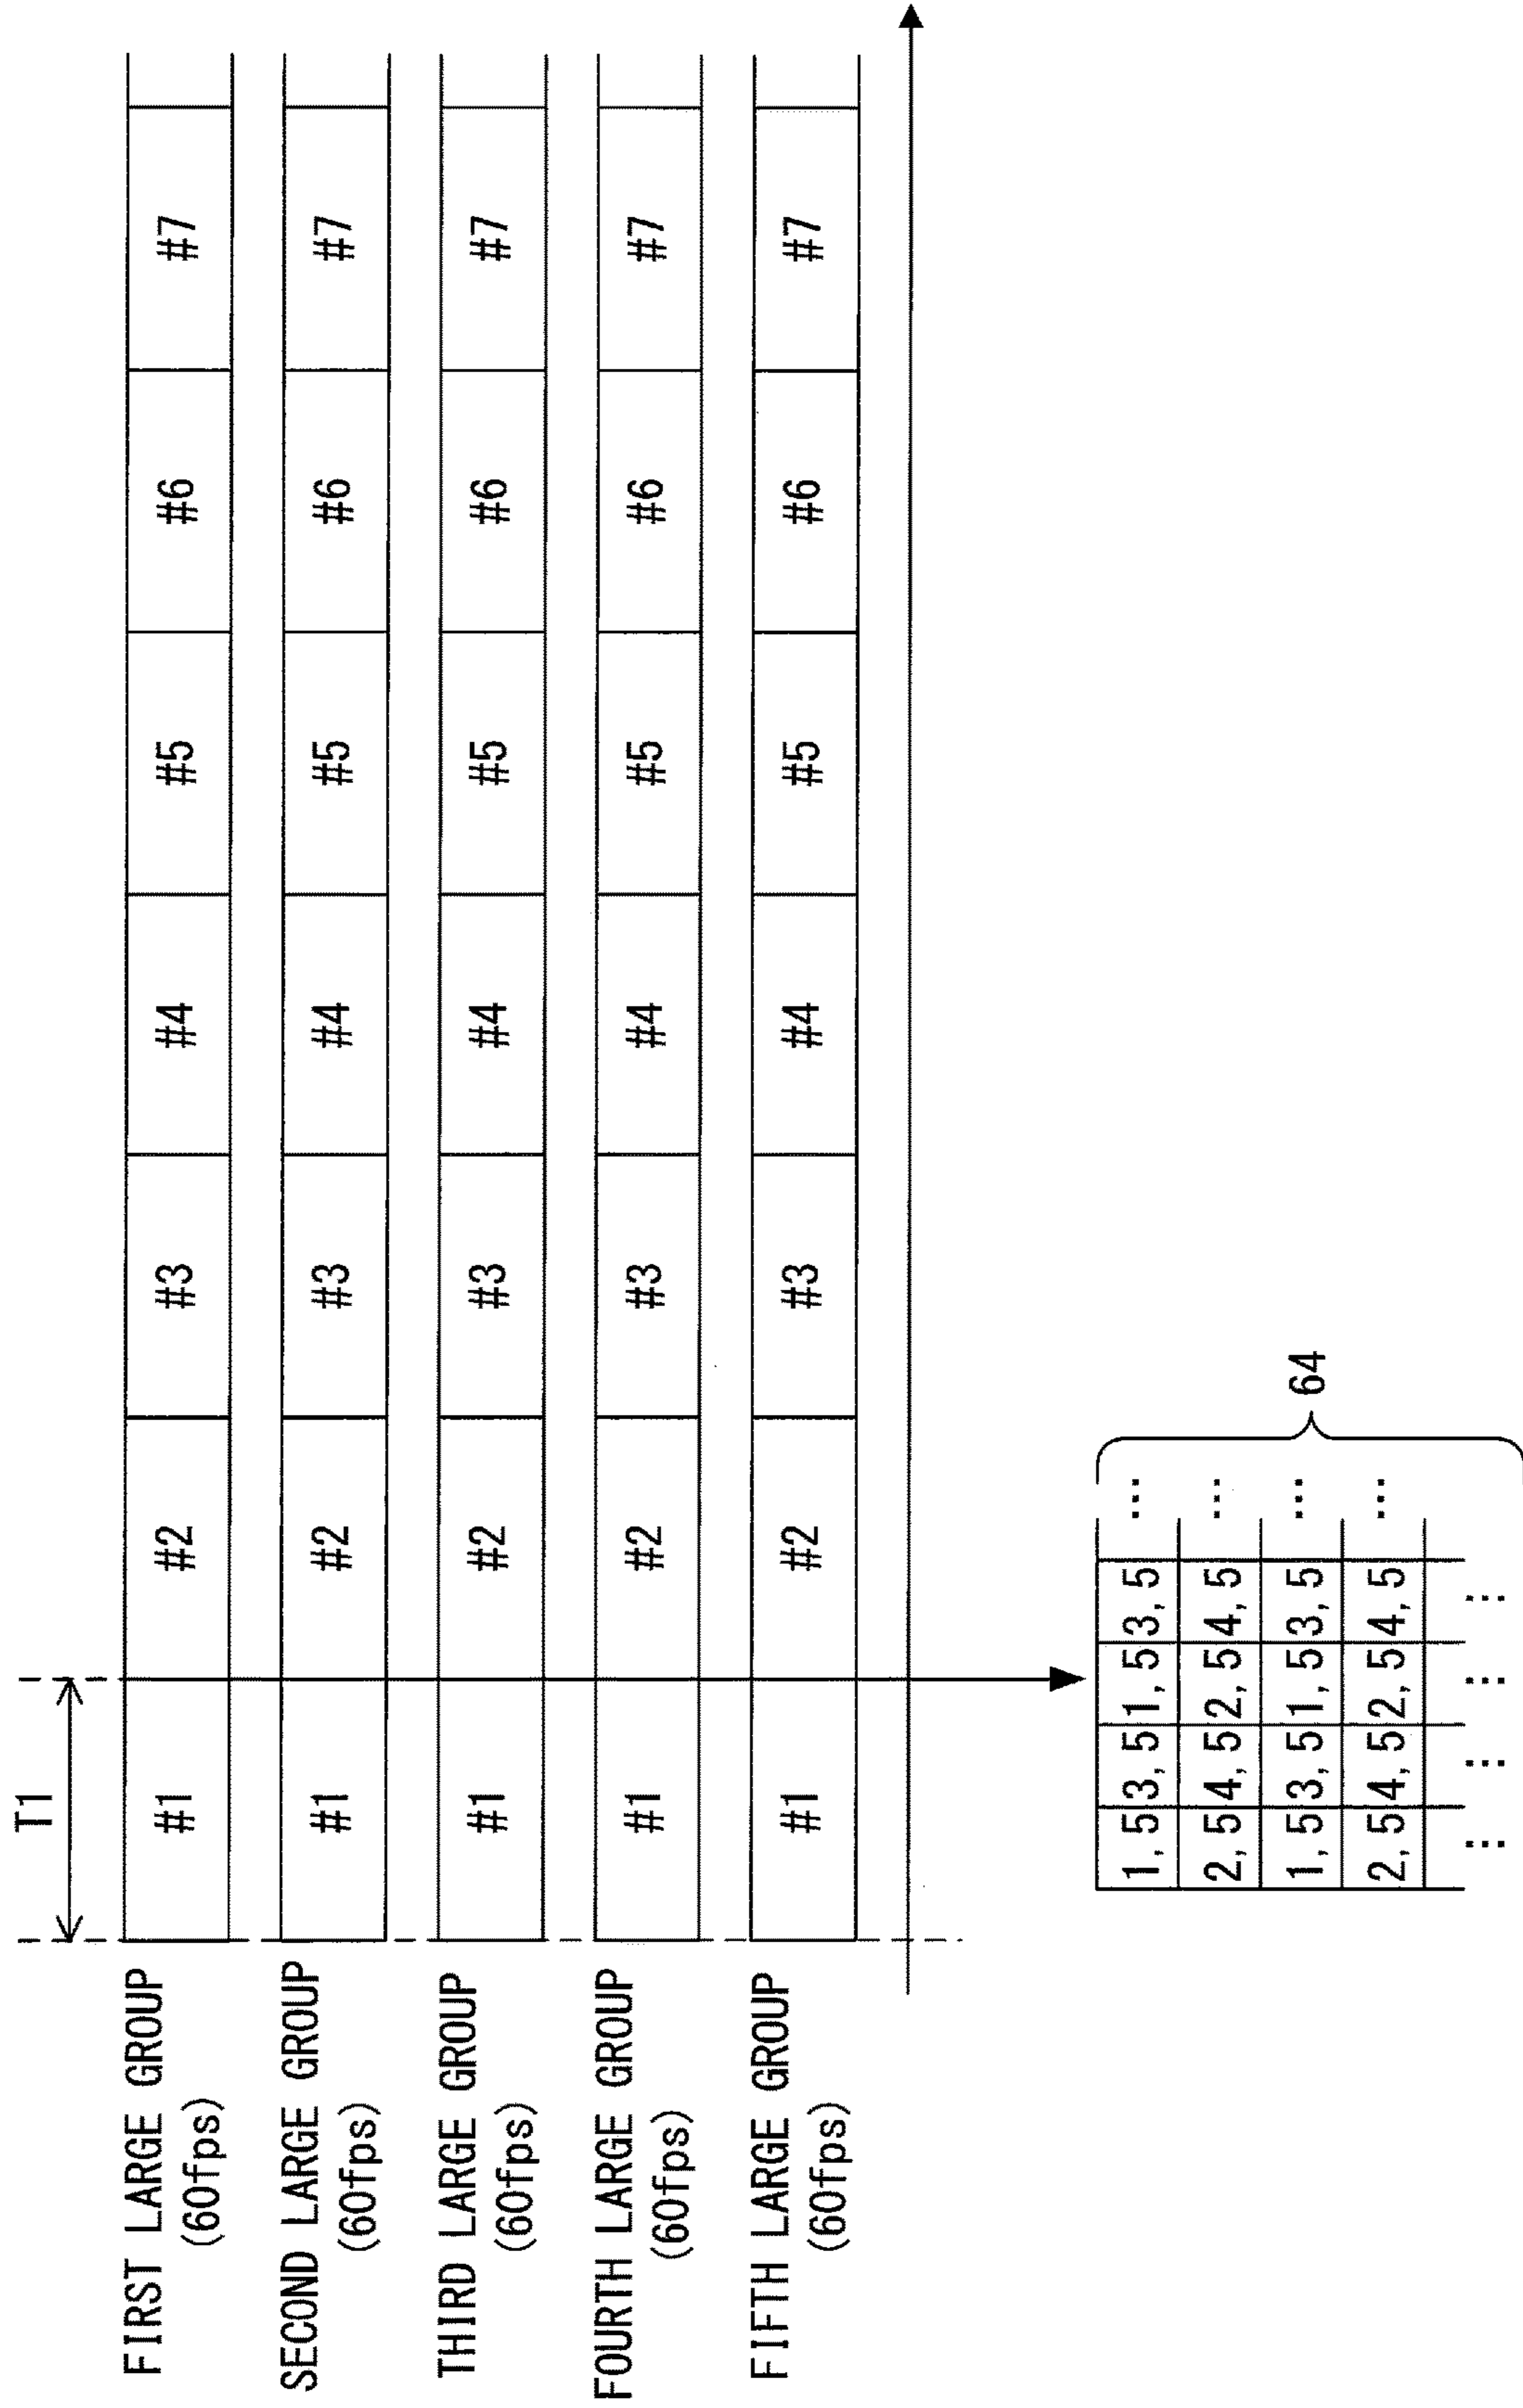 T1
FIRST LARGE GROUP
(60fps)
#1 #2 #3 #4 #5 #6 #7
SECOND LARGE GROUP
(60fps)
#1 #2 #3 #4 #5 #6 #7
THIRD LARGE GROUP
(60fps)
#1 #2 #3 #4 #5 #6 #7
FOURTH LARGE GROUP
(60fps)
#1 #2 #3 #4 #5 #6 #7
FIFTH LARGE GROUP
(60fps)
#1 #2 #3 #4 #5 #6 #7
1,5 3,5 1,5 3,5 ...
2,5 4,5 2,5 4,5 ...
1,5 3,5 1,5 3,5 ...
2,5 4,5 2,5 4,5 ...
⋮ ⋮ ⋮ ⋮
64